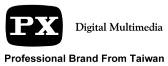 PX Digital Multimedia
Professional Brand From Taiwan